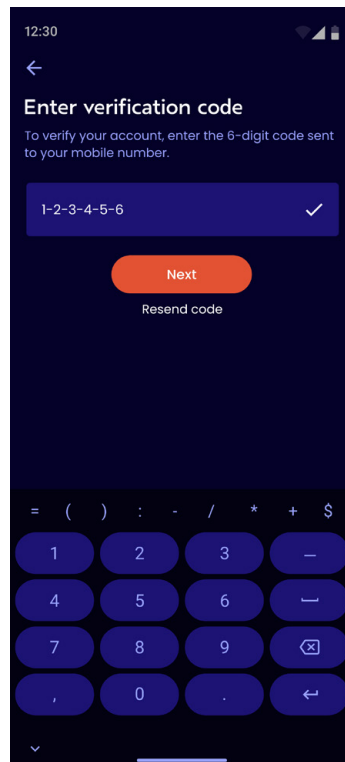 12:30
Enter verification code
To verify your account, enter the 6-digit code sent
to your mobile number.
1-2-3-4-5-6
Next
Resend code
= ( ) : - / * + $
1 2 3 –
4 5 6
7 8 9
, 0 .